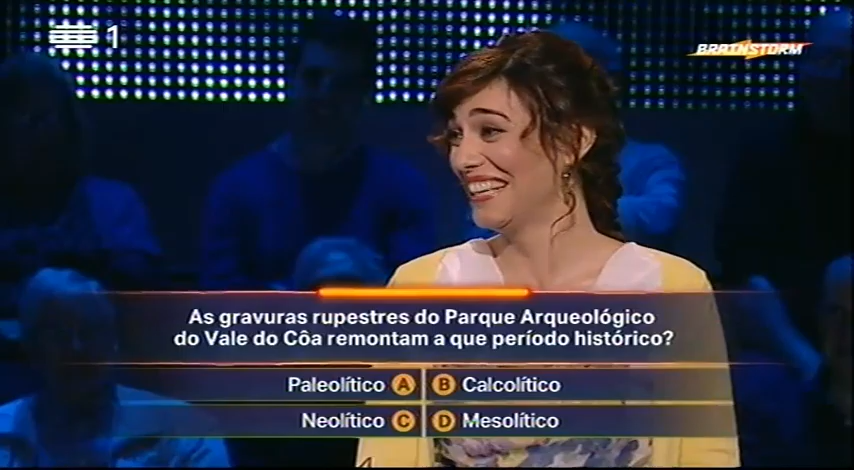 1
BRAINSTORM
As gravuras rupestres do Parque Arqueológico
do Vale do Côa remontam a que período histórico?
Paleolítico A
B Calcolítico
Neolítico C
D Mesolítico